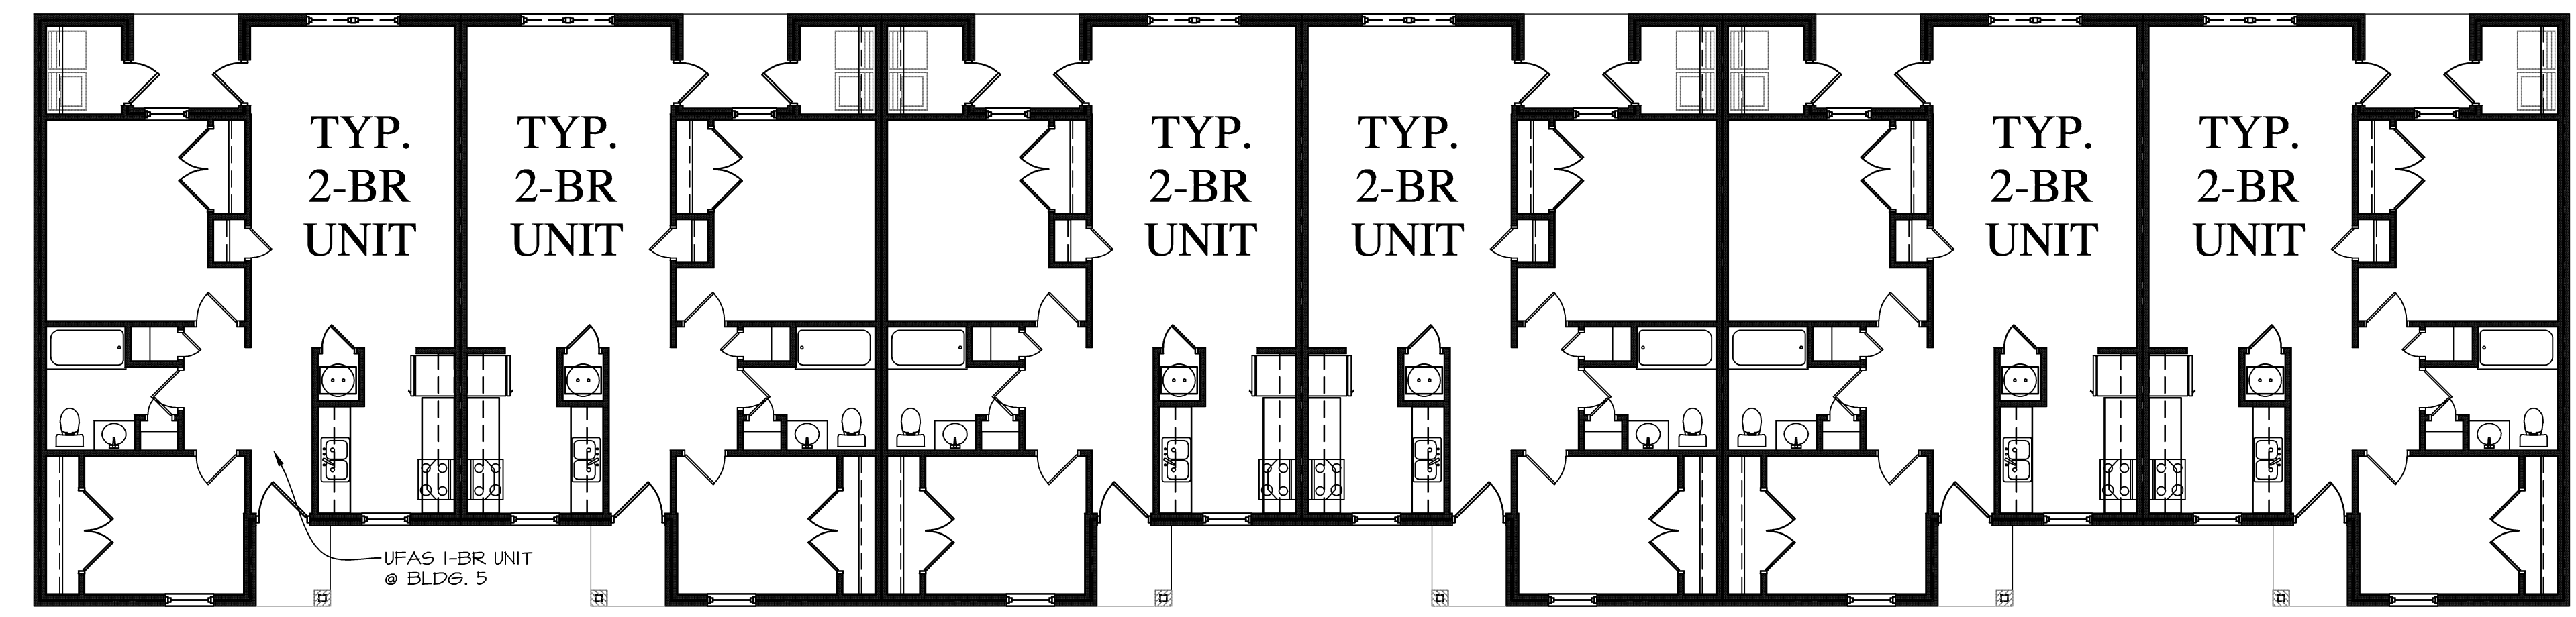 TYP.
2-BR
UNIT
TYP.
2-BR
UNIT
TYP.
2-BR
UNIT
TYP.
2-BR
UNIT
TYP.
2-BR
UNIT
TYP.
2-BR
UNIT
UFAS 1-BR UNIT
@ BLDG. 5